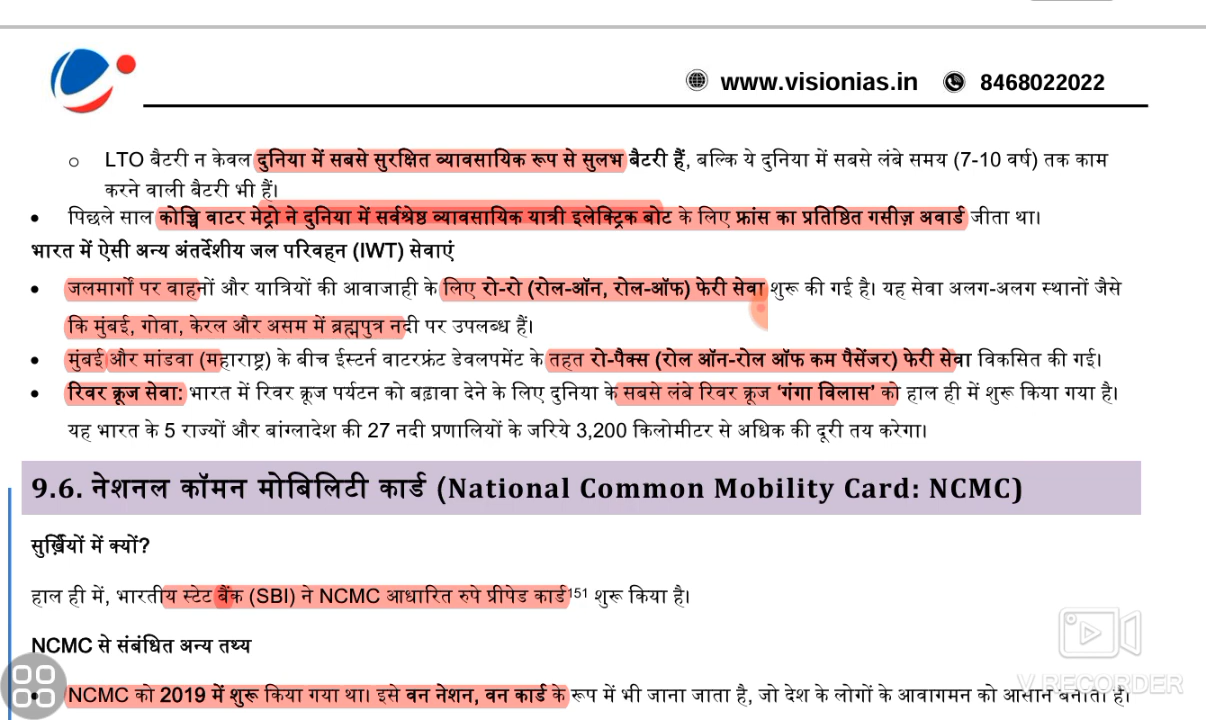 www.visionias.in 8468022022
○ LTO बैटरी न केवल दुनिया में सबसे सुरक्षित व्यावसायिक रूप से सुलभ बैटरी हैं, बल्कि ये दुनिया में सबसे लंबे समय (7-10 वर्ष) तक काम
करने वाली बैटरी भी हैं।
• पिछले साल कोच्चि वाटर मेट्रो ने दुनिया में सर्वश्रेष्ठ व्यावसायिक यात्री इलेक्ट्रिक बोट के लिए फ्रांस का प्रतिष्ठित गसीज़ अवार्ड जीता था।
भारत में ऐसी अन्य अंतर्देशीय जल परिवहन (IWT) सेवाएं
• जलमार्गों पर वाहनों और यात्रियों की आवाजाही के लिए रो-रो (रोल-ऑन, रोल-ऑफ) फेरी सेवा शुरू की गई है। यह सेवा अलग-अलग स्थानों जैसे
कि मुंबई, गोवा, केरल और असम में ब्रह्मपुत्र नदी पर उपलब्ध हैं।
• मुंबई और मांडवा (महाराष्ट्र) के बीच ईस्टर्न वाटरफ्रंट डेवलपमेंट के तहत रो-पैक्स (रोल ऑन-रोल ऑफ कम पैसेंजर) फेरी सेवा विकसित की गई।
• रिवर क्रूज सेवा: भारत में रिवर क्रूज पर्यटन को बढ़ावा देने के लिए दुनिया के सबसे लंबे रिवर क्रूज ‘गंगा विलास’ को हाल ही में शुरू किया गया है।
यह भारत के 5 राज्यों और बांग्लादेश की 27 नदी प्रणालियों के जरिये 3,200 किलोमीटर से अधिक की दूरी तय करेगा।
9.6. नेशनल कॉमन मोबिलिटी कार्ड (National Common Mobility Card: NCMC)
सुर्ख़ियों में क्यों?
हाल ही में, भारतीय स्टेट बैंक (SBI) ने NCMC आधारित रुपे प्रीपेड कार्ड151 शुरू किया है।
NCMC से संबंधित अन्य तथ्य
• NCMC को 2019 में शुरू किया गया था। इसे वन नेशन, वन कार्ड के रूप में भी जाना जाता है, जो देश के लोगों के आवागमन को आसान बनाता है।
V RECORDER